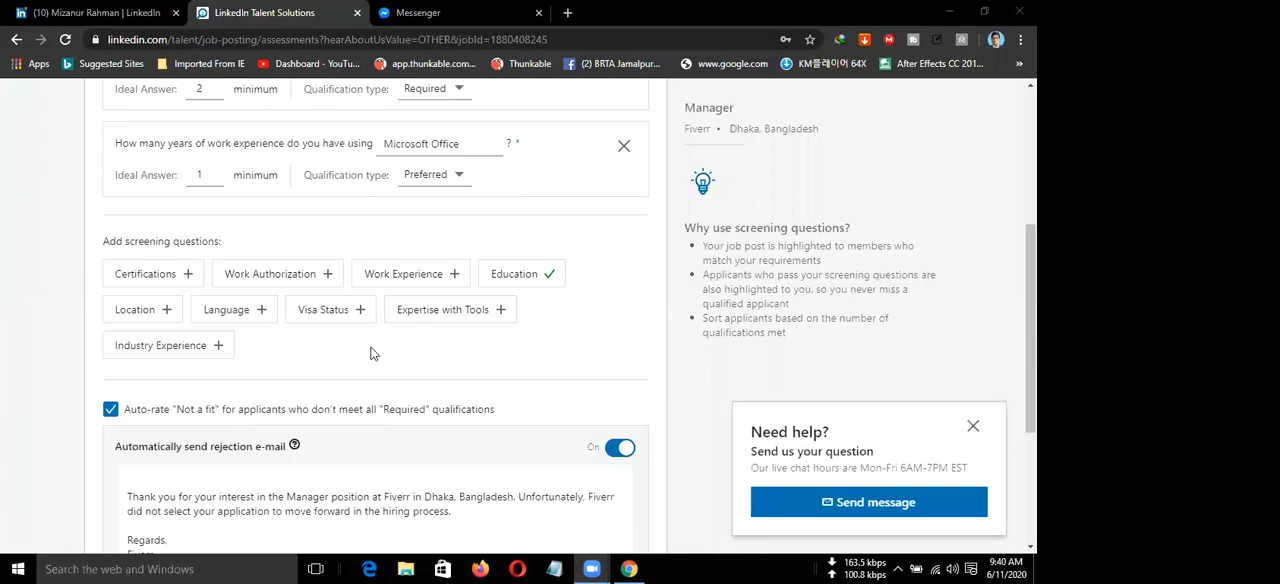 (10) Mizanur Rahman | LinkedIn
LinkedIn Talent Solutions
Messenger
linkedin.com/talent/job-posting/assessments?hearAboutUsValue=OTHER&jobId=1880408245
Apps
Suggested Sites
Imported From IE
Dashboard - YouTu...
app.thunkable.com...
Thunkable
(2) BRTA Jamalpur...
www.google.com
KM플레이어 64X
After Effects CC 201...
»
Ideal Answer: 2 minimum Qualification type: Required
How many years of work experience do you have using Microsoft Office ? *
Ideal Answer: 1 minimum Qualification type: Preferred
Add screening questions:
Certifications +
Work Authorization +
Work Experience +
Education ✓
Location +
Language +
Visa Status +
Expertise with Tools +
Industry Experience +
Auto-rate "Not a fit" for applicants who don't meet all "Required" qualifications
Automatically send rejection e-mail ?
On
Thank you for your interest in the Manager position at Fiverr in Dhaka, Bangladesh. Unfortunately, Fiverr
did not select your application to move forward in the hiring process.
Regards,
Fiverr
Manager
Fiverr • Dhaka, Bangladesh
Why use screening questions?
• Your job post is highlighted to members who
match your requirements
• Applicants who pass your screening questions are
also highlighted to you, so you never miss a
qualified applicant
• Sort applicants based on the number of
qualifications met
Need help?
Send us your question
Our live chat hours are Mon-Fri 6AM-7PM EST
Send message
Search the web and Windows
163.5 kbps
100.8 kbps
9:40 AM
6/11/2020